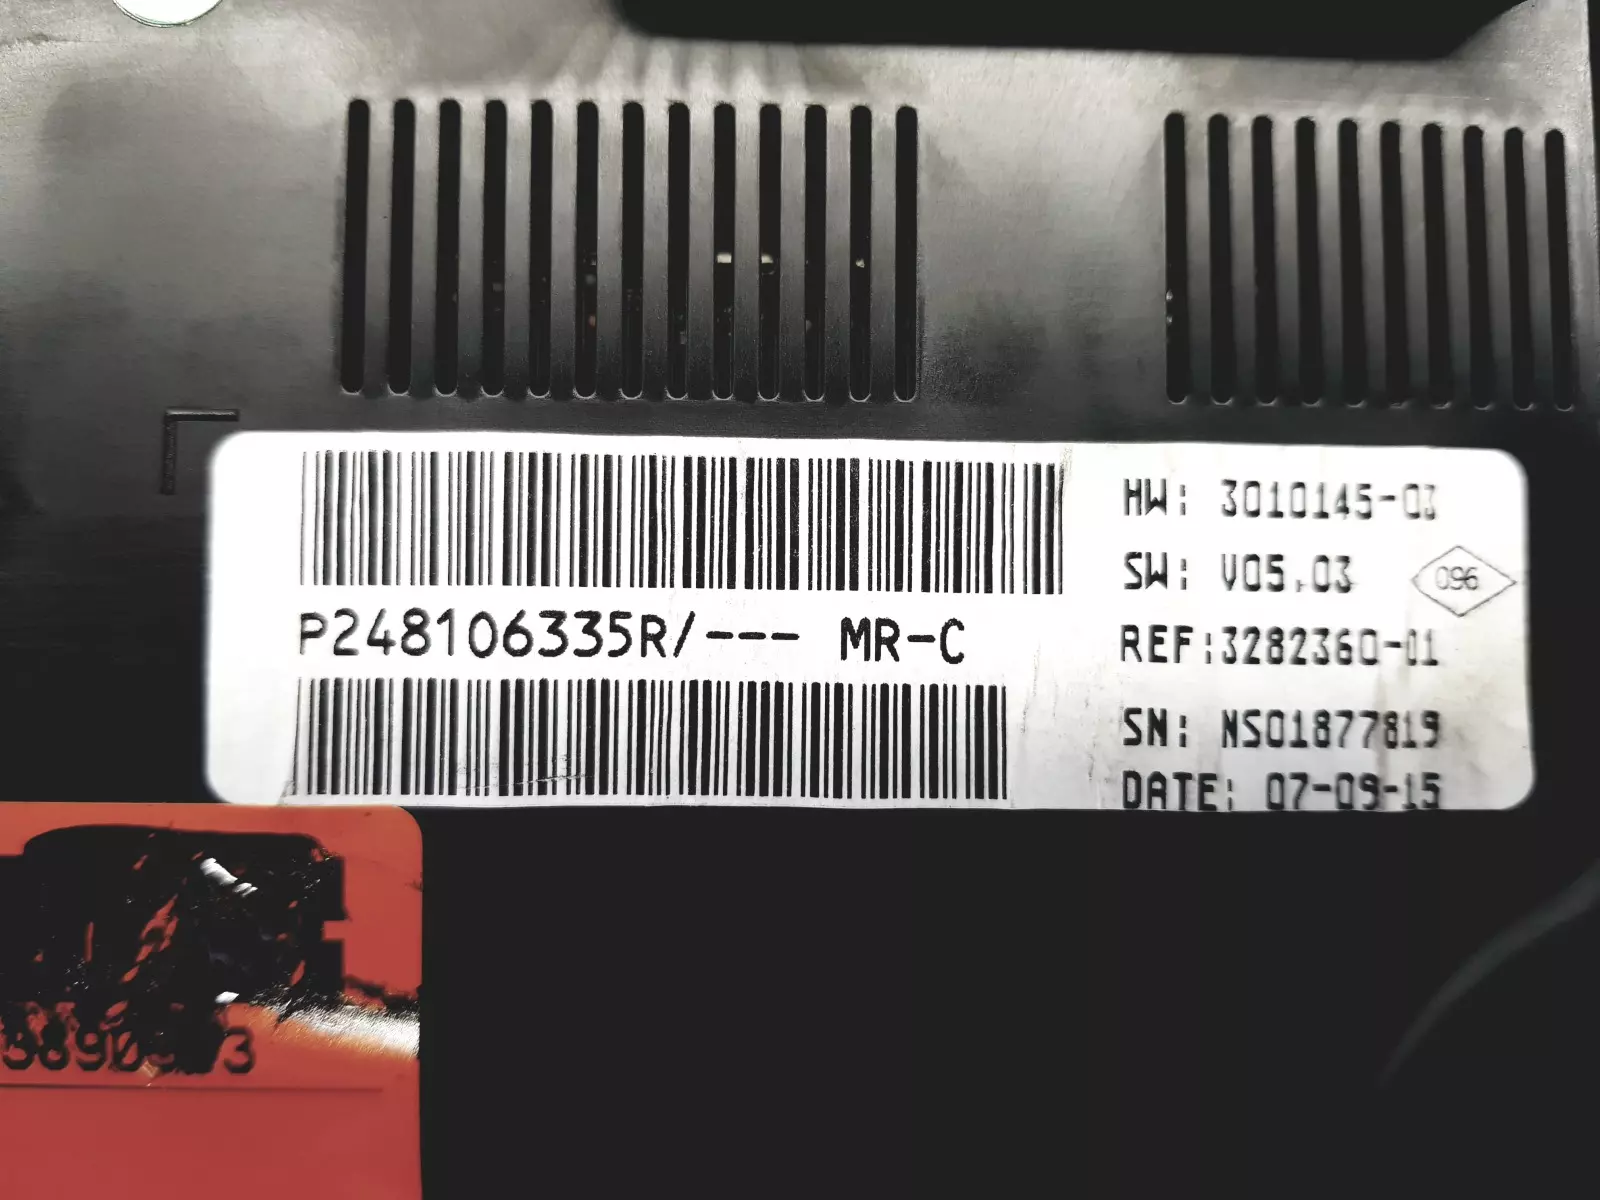 HW: 3010145-03
SW: V05.03
096
P248106335R/--- MR-C
REF:3282360-01
SN: NS01877819
DATE: 07-09-15